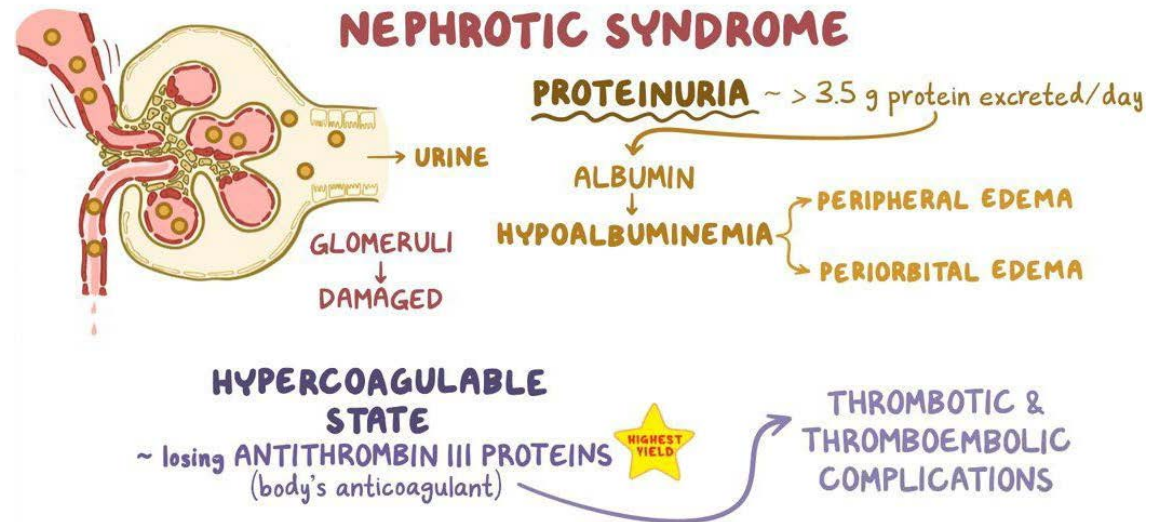 NEPHROTIC SYNDROME
PROTEINURIA ~ > 3.5 g protein excreted/day
→ URINE
ALBUMIN
HYPOALBUMINEMIA
PERIPHERAL EDEMA
PERIORBITAL EDEMA
GLOMERULI
DAMAGED
HYPERCOAGULABLE
STATE
~ losing ANTITHROMBIN III PROTEINS
(body's anticoagulant)
HIGHEST
YIELD
THROMBOTIC &
THROMBOEMBOLIC
COMPLICATIONS